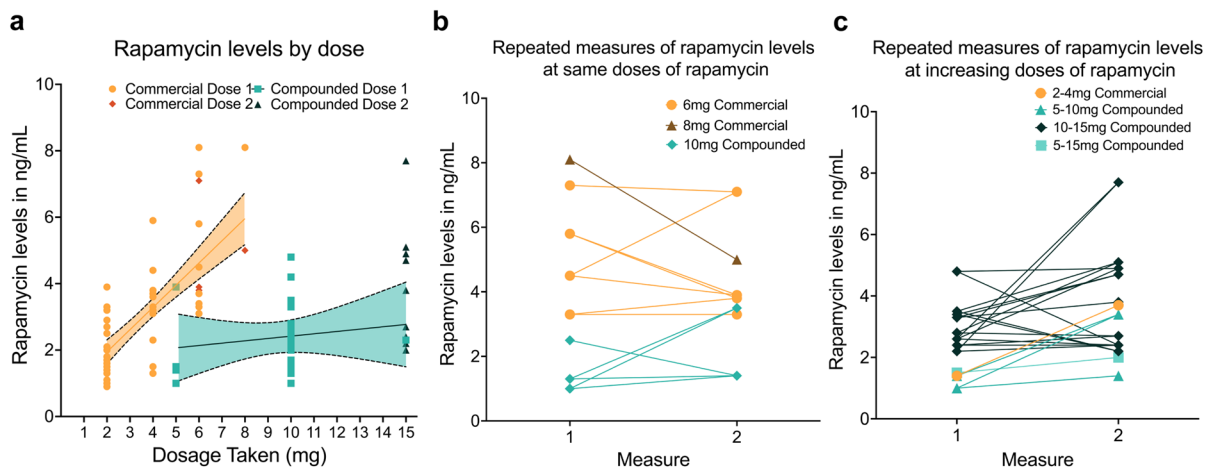 a
Rapamycin levels by dose
Commercial Dose 1
Compounded Dose 1
Commercial Dose 2
Compounded Dose 2
Rapamycin levels in ng/mL
10
8
6
4
2
0
1 2 3 4 5 6 7 8 9 10 11 12 13 14 15
Dosage Taken (mg)
b
Repeated measures of rapamycin levels
at same doses of rapamycin
6mg Commercial
8mg Commercial
10mg Compounded
Rapamycin levels in ng/mL
10
8
6
4
2
0
1 2
Measure
c
Repeated measures of rapamycin levels
at increasing doses of rapamycin
2-4mg Commercial
5-10mg Compounded
10-15mg Compounded
5-15mg Compounded
Rapamycin levels in ng/mL
10
8
6
4
2
0
1 2
Measure